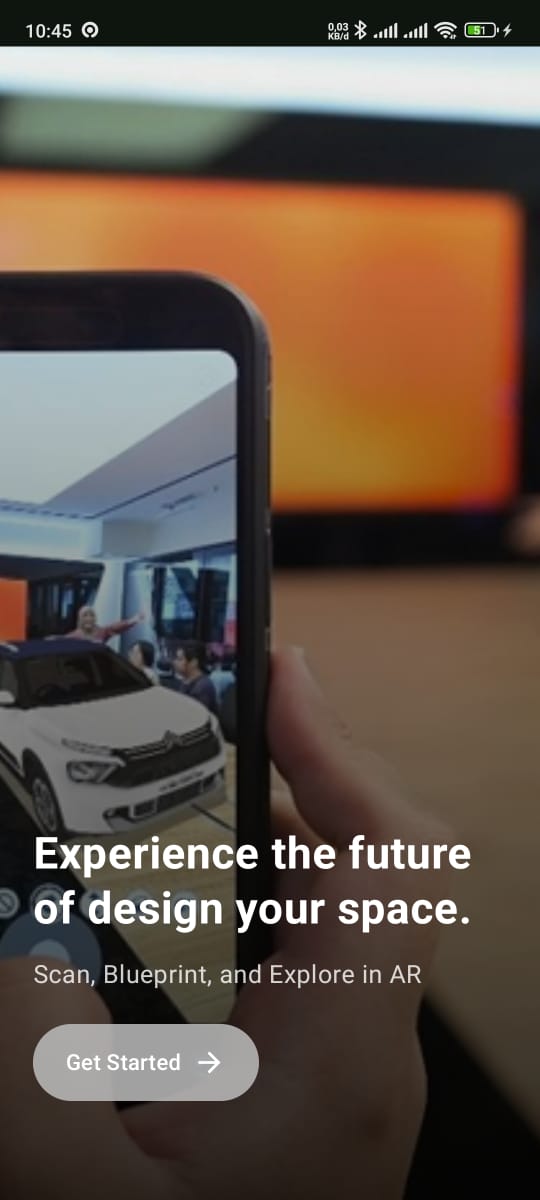 10:45
0,03
KB/d
51
Experience the future
of design your space.
Scan, Blueprint, and Explore in AR
Get Started